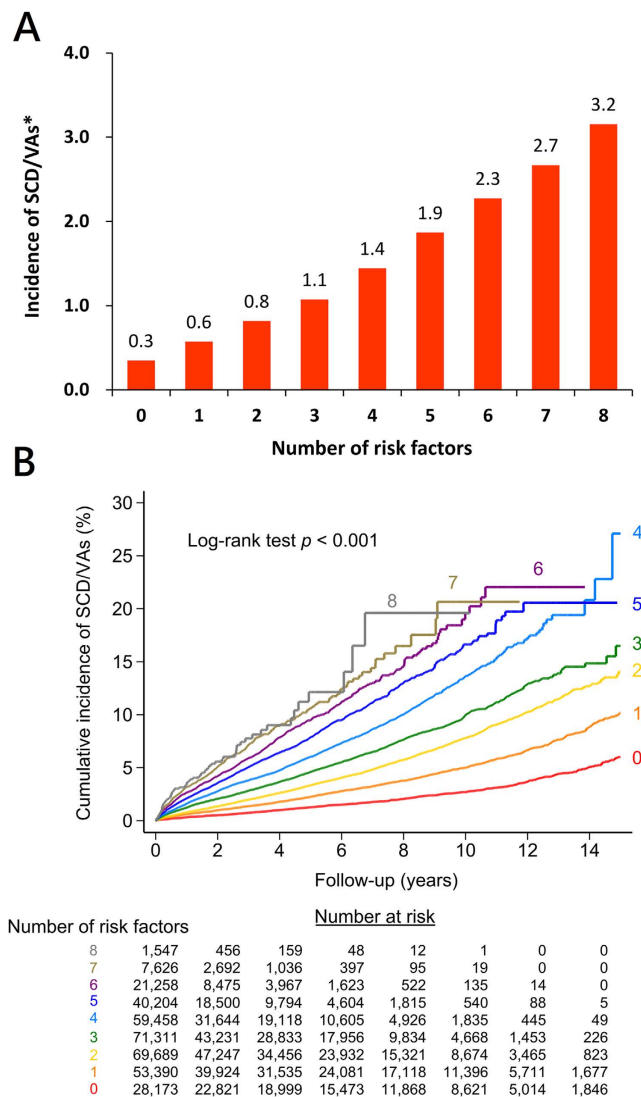 A
4.0
3.0
2.0
1.0
0.0
Incidence of SCD/VAs*
0.3
0.6
0.8
1.1
1.4
1.9
2.3
2.7
3.2
0 1 2 3 4 5 6 7 8
Number of risk factors
B
30
25
20
15
10
5
0
Cumulative incidence of SCD/VAs (%)
Log-rank test p < 0.001
8
7
6
4
5
3
2
1
0
0 2 4 6 8 10 12 14
Follow-up (years)
Number of risk factors
Number at risk
8 1,547 456 159 48 12 1 0 0
7 7,626 2,692 1,036 397 95 19 0 0
6 21,258 8,475 3,967 1,623 522 135 14 0
5 40,204 18,500 9,794 4,604 1,815 540 88 5
4 59,458 31,644 19,118 10,605 4,926 1,835 445 49
3 71,311 43,231 28,833 17,956 9,834 4,668 1,453 226
2 69,689 47,247 34,456 23,932 15,321 8,674 3,465 823
1 53,390 39,924 31,535 24,081 17,118 11,396 5,711 1,677
0 28,173 22,821 18,999 15,473 11,868 8,621 5,014 1,846